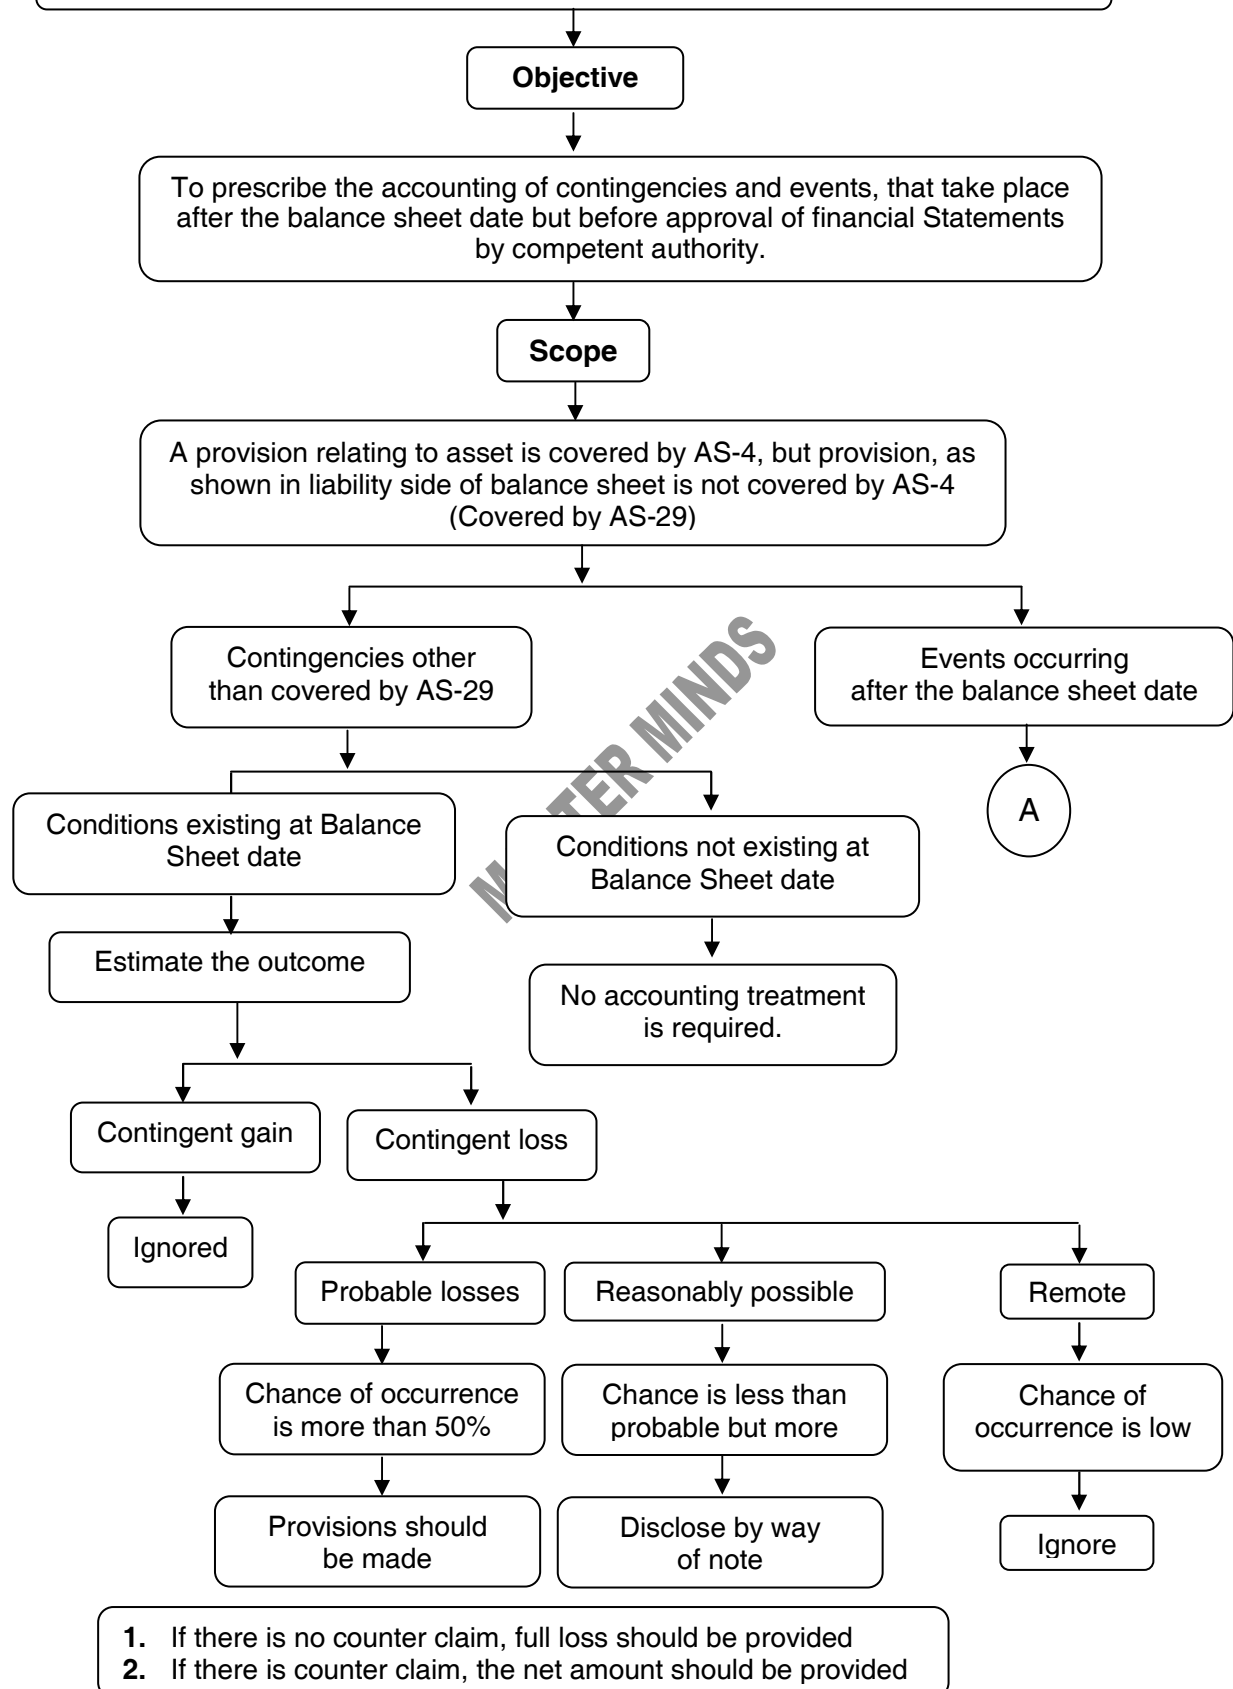 Objective
To prescribe the accounting of contingencies and events, that take place
after the balance sheet date but before approval of financial Statements
by competent authority.
Scope
A provision relating to asset is covered by AS-4, but provision, as
shown in liability side of balance sheet is not covered by AS-4
(Covered by AS-29)
Contingencies other
than covered by AS-29
Events occurring
after the balance sheet date
A
MINDS
Conditions existing at Balance
Sheet date
Conditions not existing at
Balance Sheet date
Estimate the outcome
No accounting treatment
is required.
Contingent gain
Contingent loss
Ignored
Probable losses
Reasonably possible
Remote
Chance of occurrence
is more than 50%
Chance is less than
probable but more
Chance of
occurrence is low
Provisions should
be made
Disclose by way
of note
Ignore
1. If there is no counter claim, full loss should be provided
2. If there is counter claim, the net amount should be provided